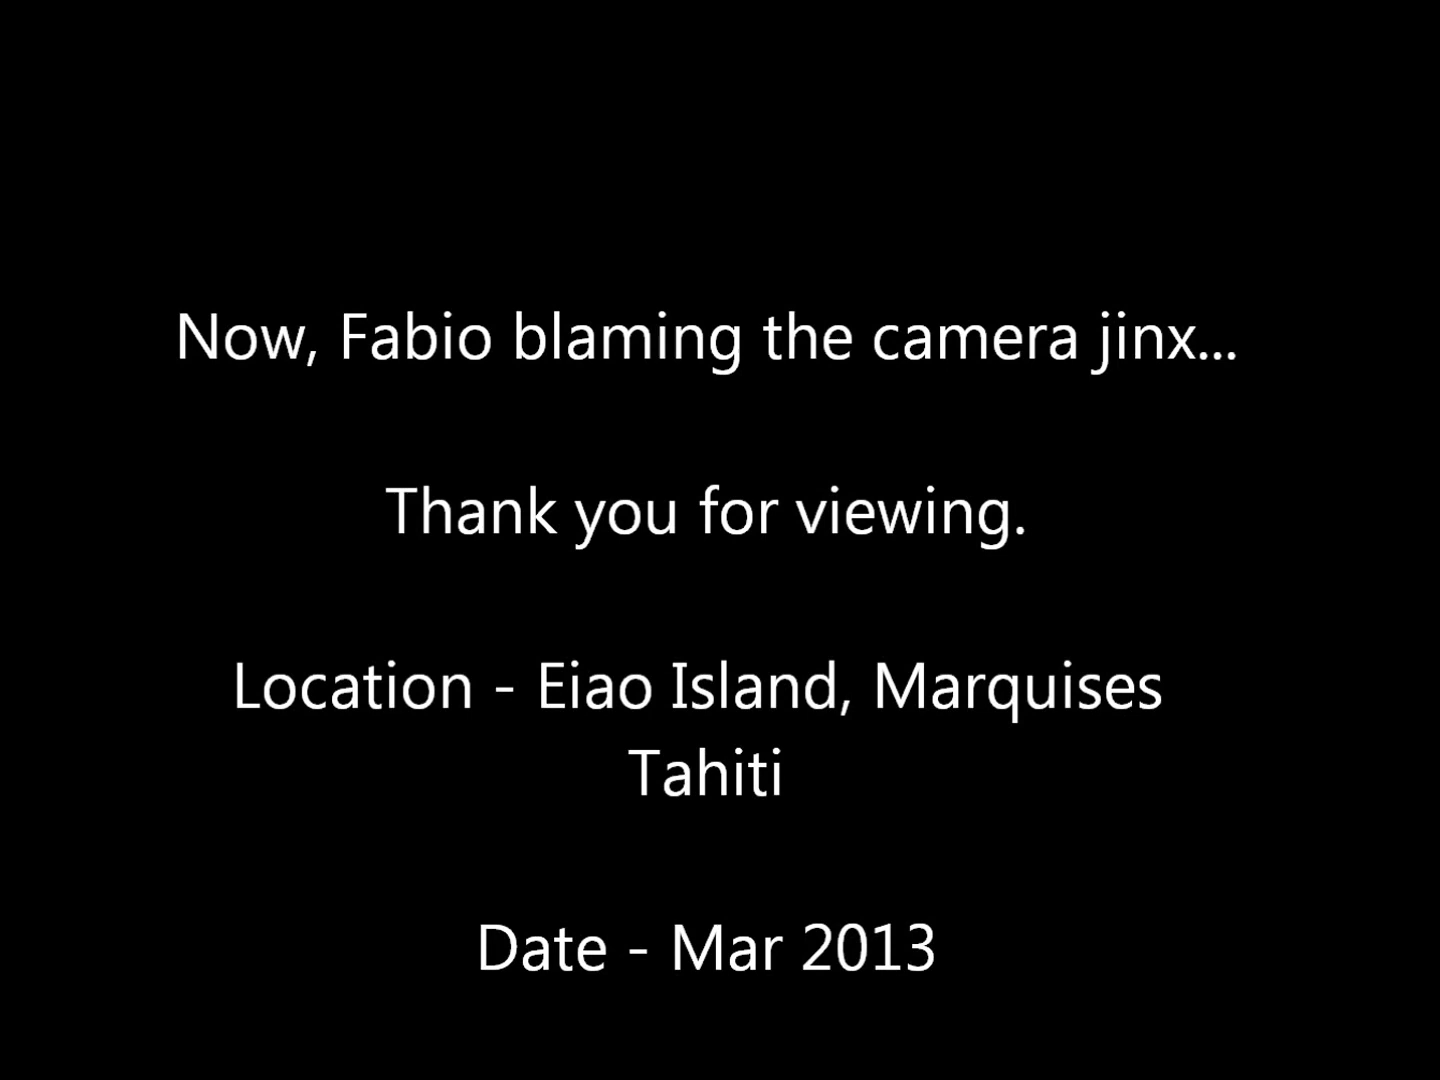 Now, Fabio blaming the camera jinx...
Thank you for viewing.
Location - Eiao Island, Marquises
Tahiti
Date - Mar 2013